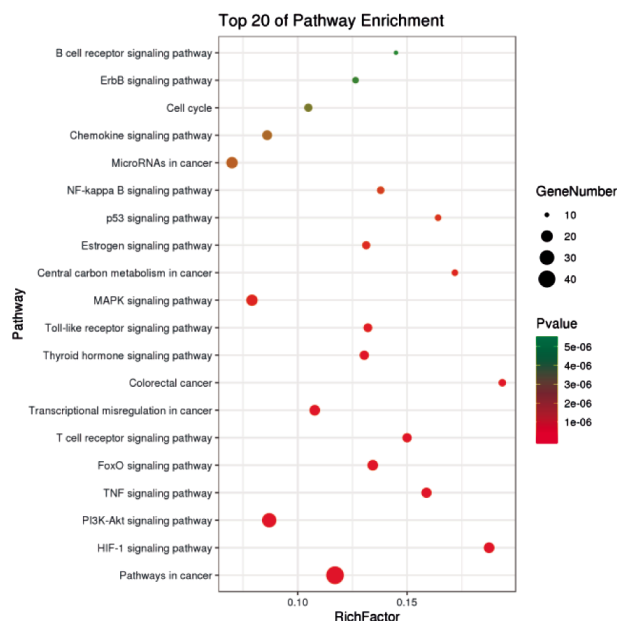 Top 20 of Pathway Enrichment
B cell receptor signaling pathway
ErbB signaling pathway
Cell cycle
Chemokine signaling pathway
MicroRNAs in cancer
NF-kappa B signaling pathway
p53 signaling pathway
Estrogen signaling pathway
Central carbon metabolism in cancer
MAPK signaling pathway
Toll-like receptor signaling pathway
Thyroid hormone signaling pathway
Colorectal cancer
Transcriptional misregulation in cancer
T cell receptor signaling pathway
FoxO signaling pathway
TNF signaling pathway
PI3K-Akt signaling pathway
HIF-1 signaling pathway
Pathways in cancer
Pathway
0.10 0.15
RichFactor
GeneNumber
10
20
30
40
Pvalue
5e-06
4e-06
3e-06
2e-06
1e-06